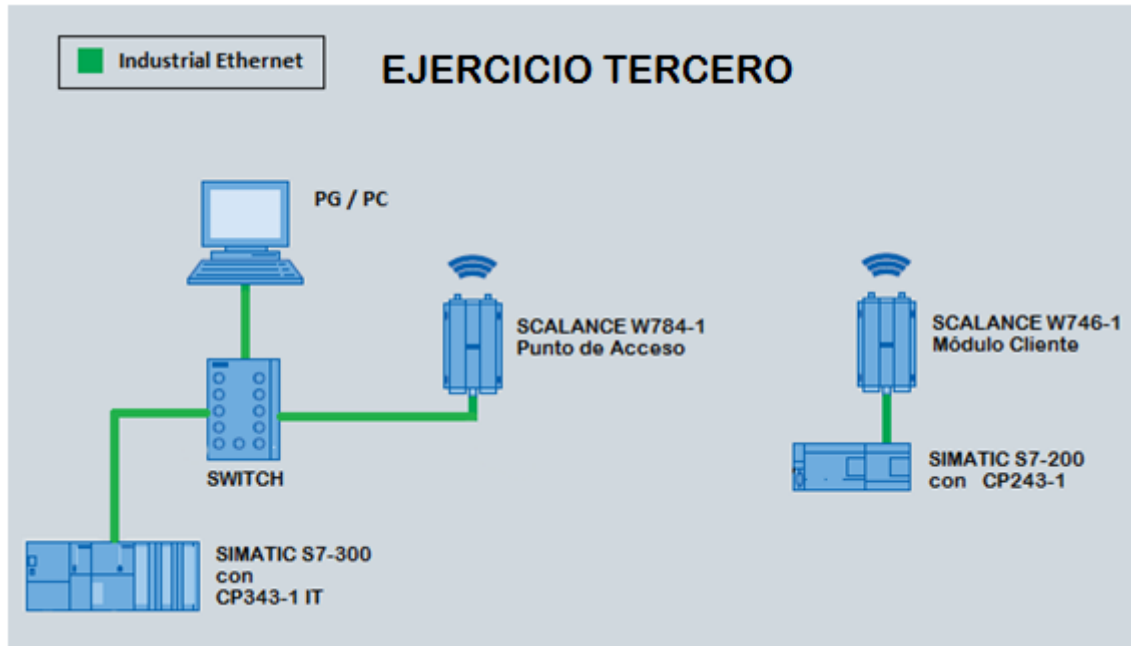 Industrial Ethernet
EJERCICIO TERCERO
PG / PC
SCALANCE W784-1
Punto de Acceso
SCALANCE W746-1
Módulo Cliente
SWITCH
SIMATIC S7-200
con CP243-1
SIMATIC S7-300
con
CP343-1 IT